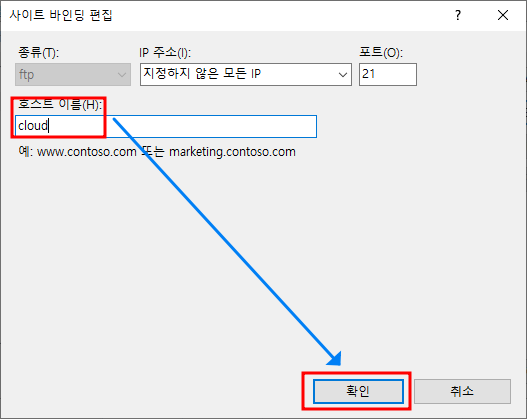 사이트 바인딩 편집
종류(T): IP 주소(I): 포트(O):
ftp 지정하지 않은 모든 IP 21
호스트 이름(H):
cloud
예: www.contoso.com 또는 marketing.contoso.com
확인 취소